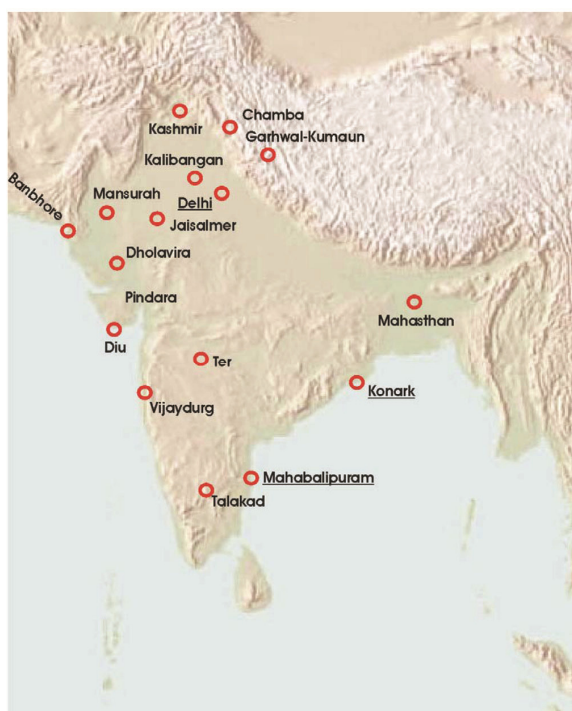 Chamba
Kashmir
Garhwal-Kumaun
Kalibangan
Banbhore
Mansurah
Delhi
Jaisalmer
Dholavira
Pindara
Mahasthan
Diu
Ter
Konark
Vijaydurg
Mahabalipuram
Talakad